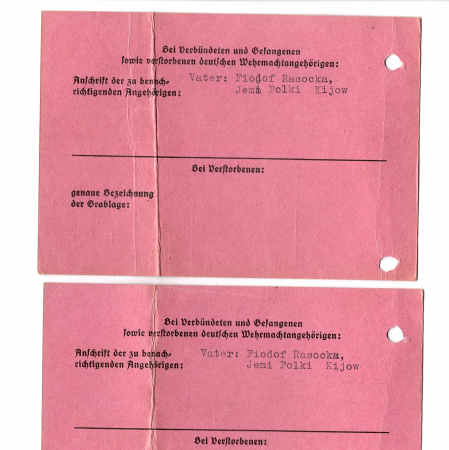 Bei Verbündeten und Gefangenen
sowie verstorbenen deutschen Wehrmachtangehörigen:
Anschrift der zu benach- Vater: Fiodof Rasocka,
richtigenden Angehörigen: Jemi Polki Kijow
Bei Verstorbenen:
genaue Bezeichnung
der Grablage:
Bei Verbündeten und Gefangenen
sowie verstorbenen deutschen Wehrmachtangehörigen:
Anschrift der zu benach- Vater: Fiodof Rasocka,
richtigenden Angehörigen: Jemi Polki Kijow
Bei Verstorbenen: